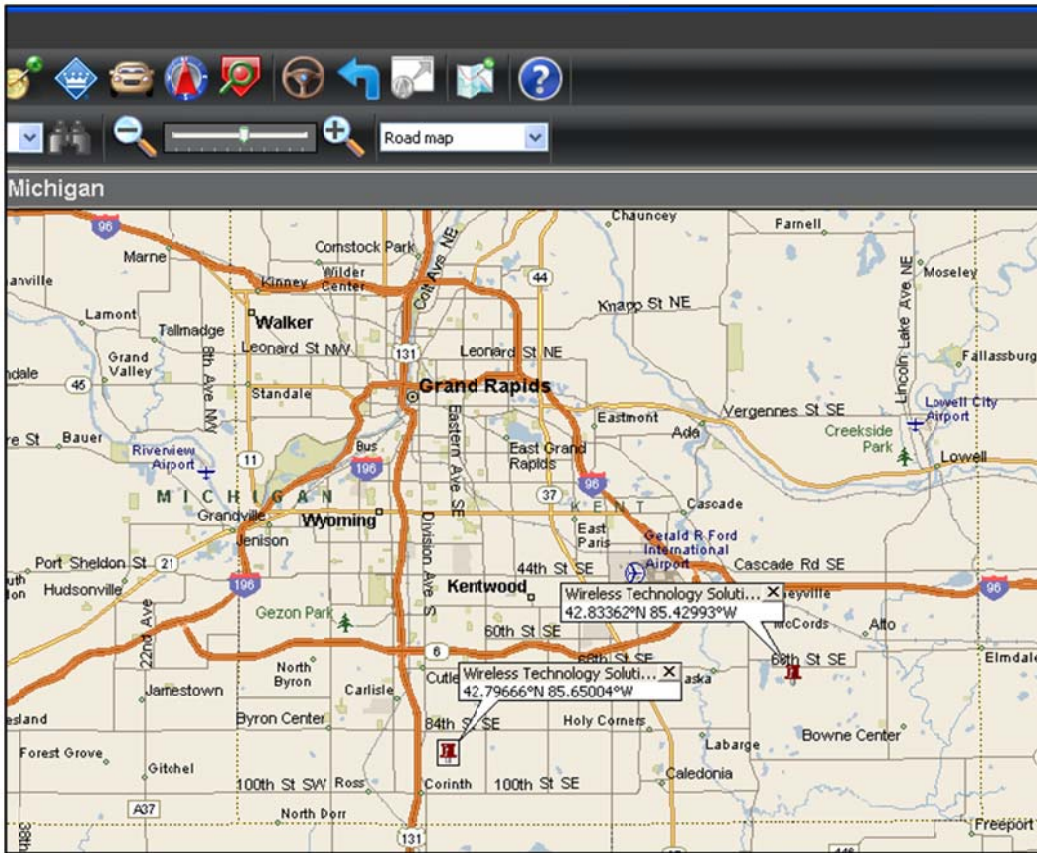 Road map
Michigan
96
Chauncey
Farnell
Marne
Comstock Park
Colt Ave NE
Wilder
Center
Kinney
44
Lincoln Lake Ave NE
Moseley
anville
Knapp St NE
Lamont
Walker
Tallmadge
8th Ave NW
Leonard St NW
131
Leonard St NE
Grand
Valley
Fallassburg
ndale
45
Standale
Grand Rapids
Lowell City
Airport
Vergennes St SE
Eastmont
Ada
Creekside
Park
re St
Bauer
Bus
196
Eastern Ave SE
East Grand
Rapids
Riverview
Airport
11
Lowell
96
37
MICHIGAN
KENT
Grandville
Wyoming
Division Ave S
Cascade
Jenison
East
Paris
Gerald R Ford
International
Airport
Port Sheldon St
21
44th St SE
Cascade Rd SE
uth
Hudsonville
196
Kentwood
96
Wireless Technology Soluti...
42.83362°N 85.42993°W
neyville
22nd Ave
Gezon Park
60th St SE
McCords
Alto
6
68th St SE
68th St SE
Elmdale
North
Byron
Cutle
Wireless Technology Soluti...
42.79666°N 85.65004°W
aska
Jamestown
Carlisle
esland
Byron Center
84th St SE
Holy Corners
Bowne Center
Labarge
Forest Grove
Gitchel
100th St SW
Ross
Corinth
100th St SE
Caledonia
A37
North Dorr
38th
131
Freeport